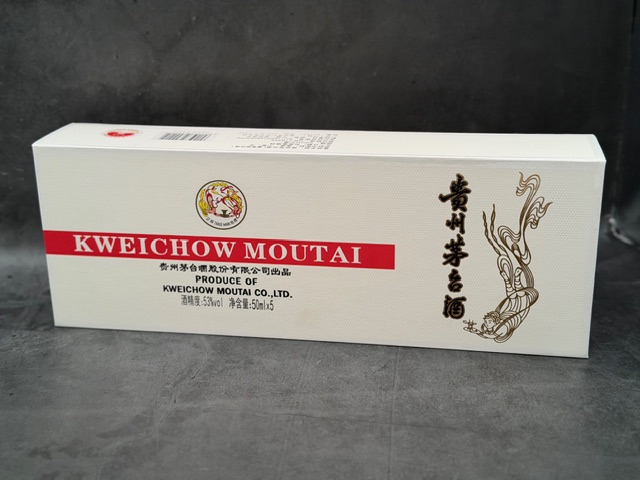 KWEICHOW MOUTAI
贵州茅台酒股份有限公司出品
PRODUCE OF
KWEICHOW MOUTAI CO.,LTD.
酒精度:53%vol 净含量:50ml×5
貴州茅台酒